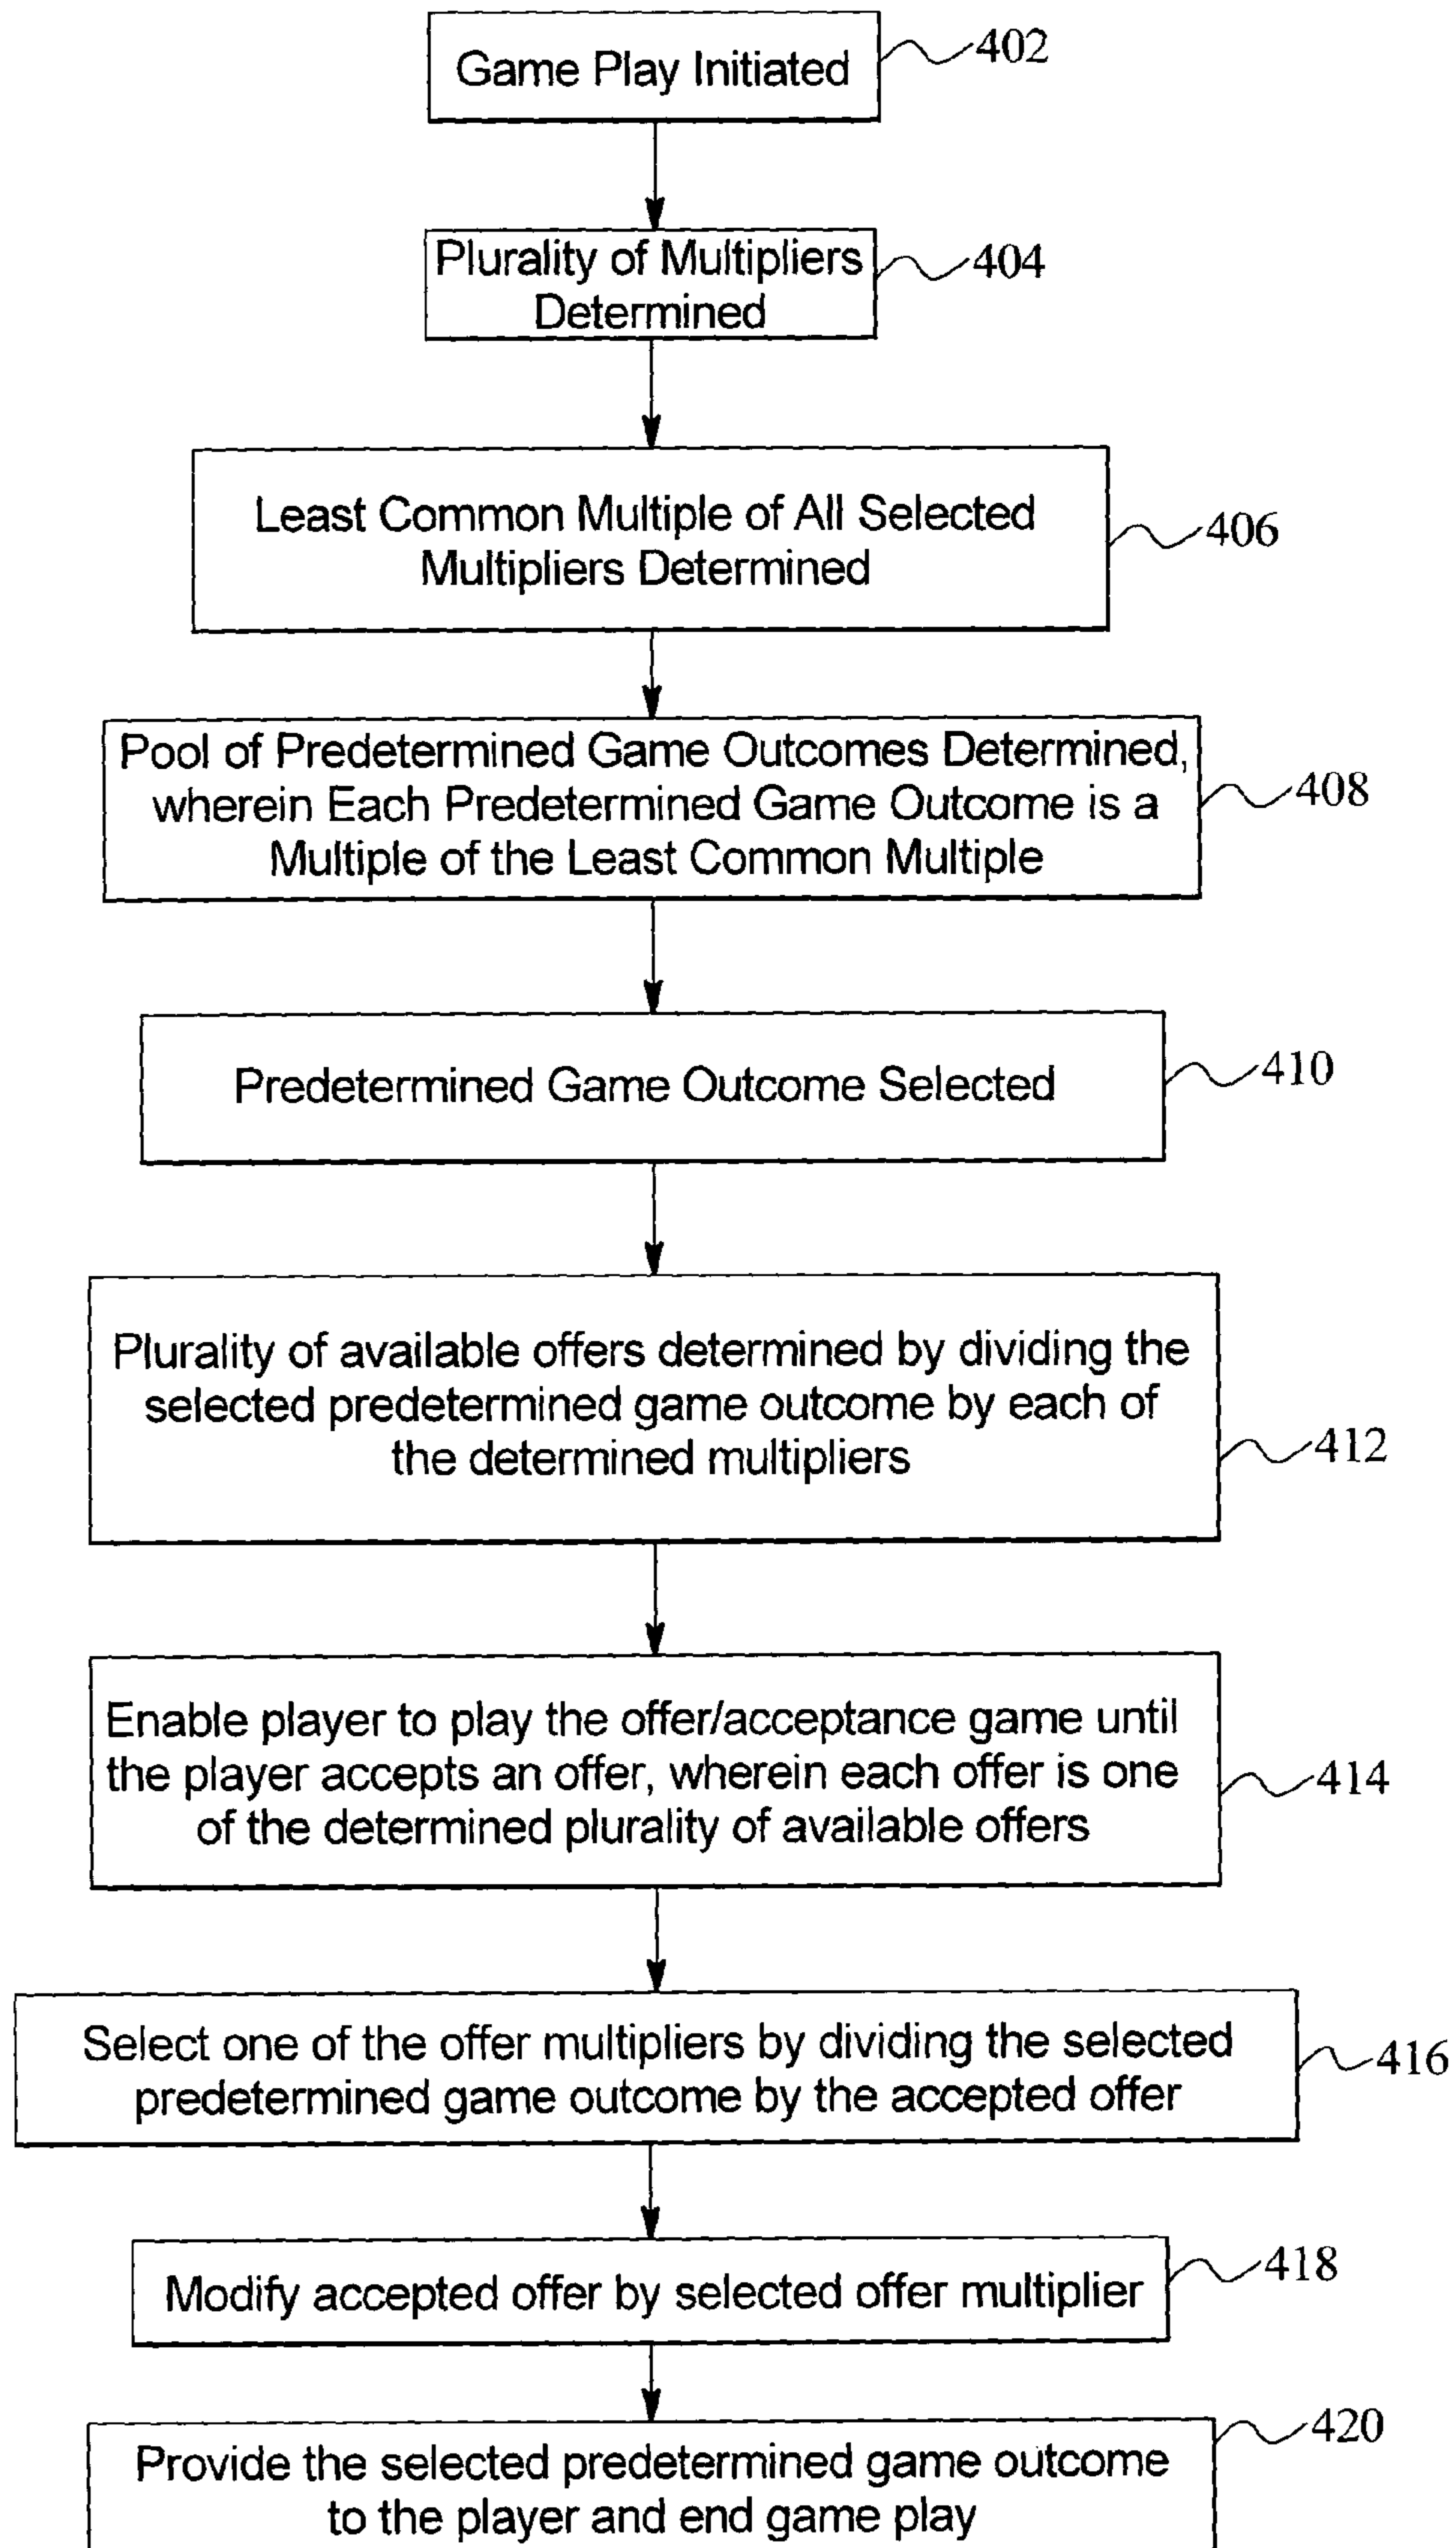 Game Play Initiated
402
Plurality of Multipliers
Determined
404
Least Common Multiple of All Selected
Multipliers Determined
406
Pool of Predetermined Game Outcomes Determined,
wherein Each Predetermined Game Outcome is a
Multiple of the Least Common Multiple
408
Predetermined Game Outcome Selected
410
Plurality of available offers determined by dividing the
selected predetermined game outcome by each of
the determined multipliers
412
Enable player to play the offer/acceptance game until
the player accepts an offer, wherein each offer is one
of the determined plurality of available offers
414
Select one of the offer multipliers by dividing the selected
predetermined game outcome by the accepted offer
416
Modify accepted offer by selected offer multiplier
418
Provide the selected predetermined game outcome
to the player and end game play
420